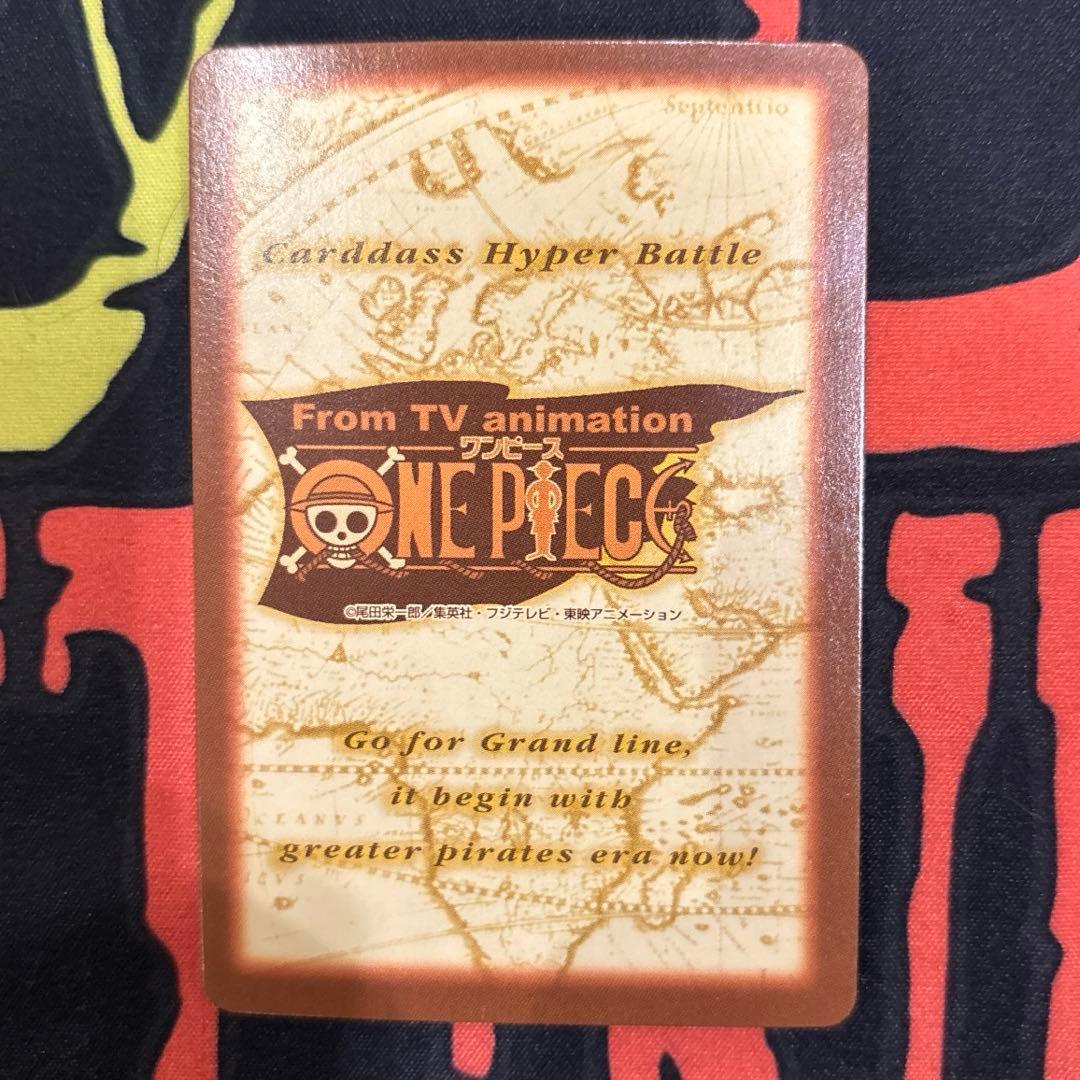 Septenttio
Carddass Hyper Battle
From TV animation
ワンピース
ONE PIECE
©尾田栄一郎／集英社・フジテレビ・東映アニメーション
Go for Grand line,
it begin with
CEANVS
greater pirates era now!